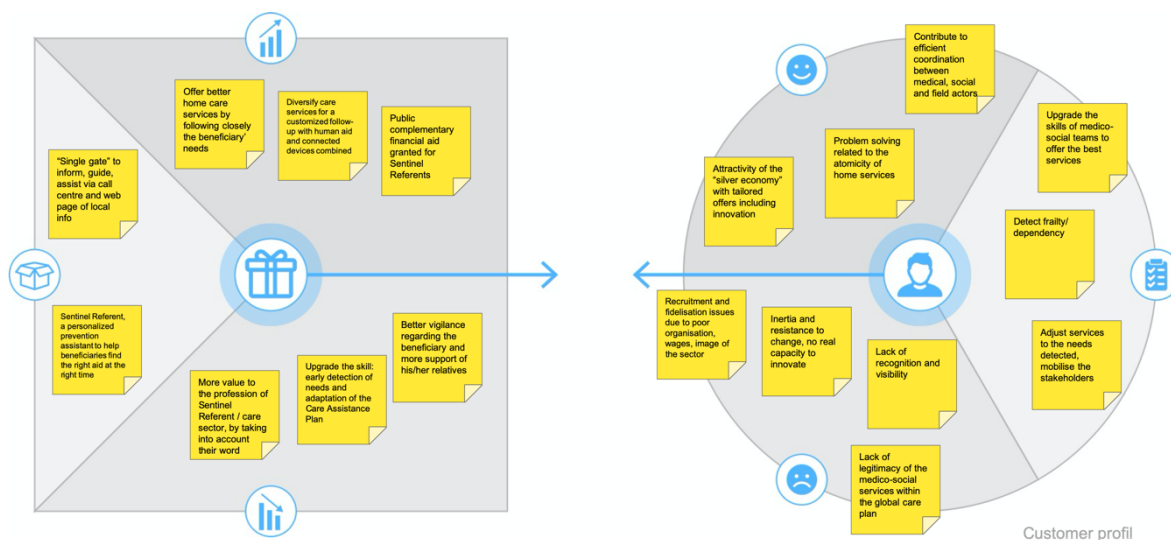 Offer better
home care
services by
following closely
the beneficiary'
needs
Diversify care
services for a
customized follow-
up with human aid
and connected
devices combined
Public
complementary
financial aid
granted for
Sentinel
Referents
"Single gate" to
inform, guide,
assist via call
centre and web
page of local
info
Sentinel Referent,
a personalized
prevention
assistant to help
beneficiaries find
the right aid at the
right time
More value to
the profession of
Sentinel
Referent / care
sector, by taking
into account
their word
Upgrade the skill:
early detection of
needs and
adaptation of the
Care Assistance
Plan
Better vigilance
regarding the
beneficiary and
more support of
his/her relatives
Contribute to
efficient
coordination
between
medical, social
and field actors
Problem solving
related to the
atomicity of
home services
Attractivity of the
"silver economy"
with tailored
offers including
innovation
Upgrade the
skills of medico-
social teams to
offer the best
services
Detect frailty/
dependency
Adjust services
to the needs
detected,
mobilise the
stakeholders
Recruitment and
fidelisation issues
due to poor
organisation,
wages, image of
the sector
Inertia and
resistance to
change, no real
capacity to
innovate
Lack of
recognition and
visibility
Lack of
legitimacy of the
medico-social
services within
the global care
plan
Customer profil